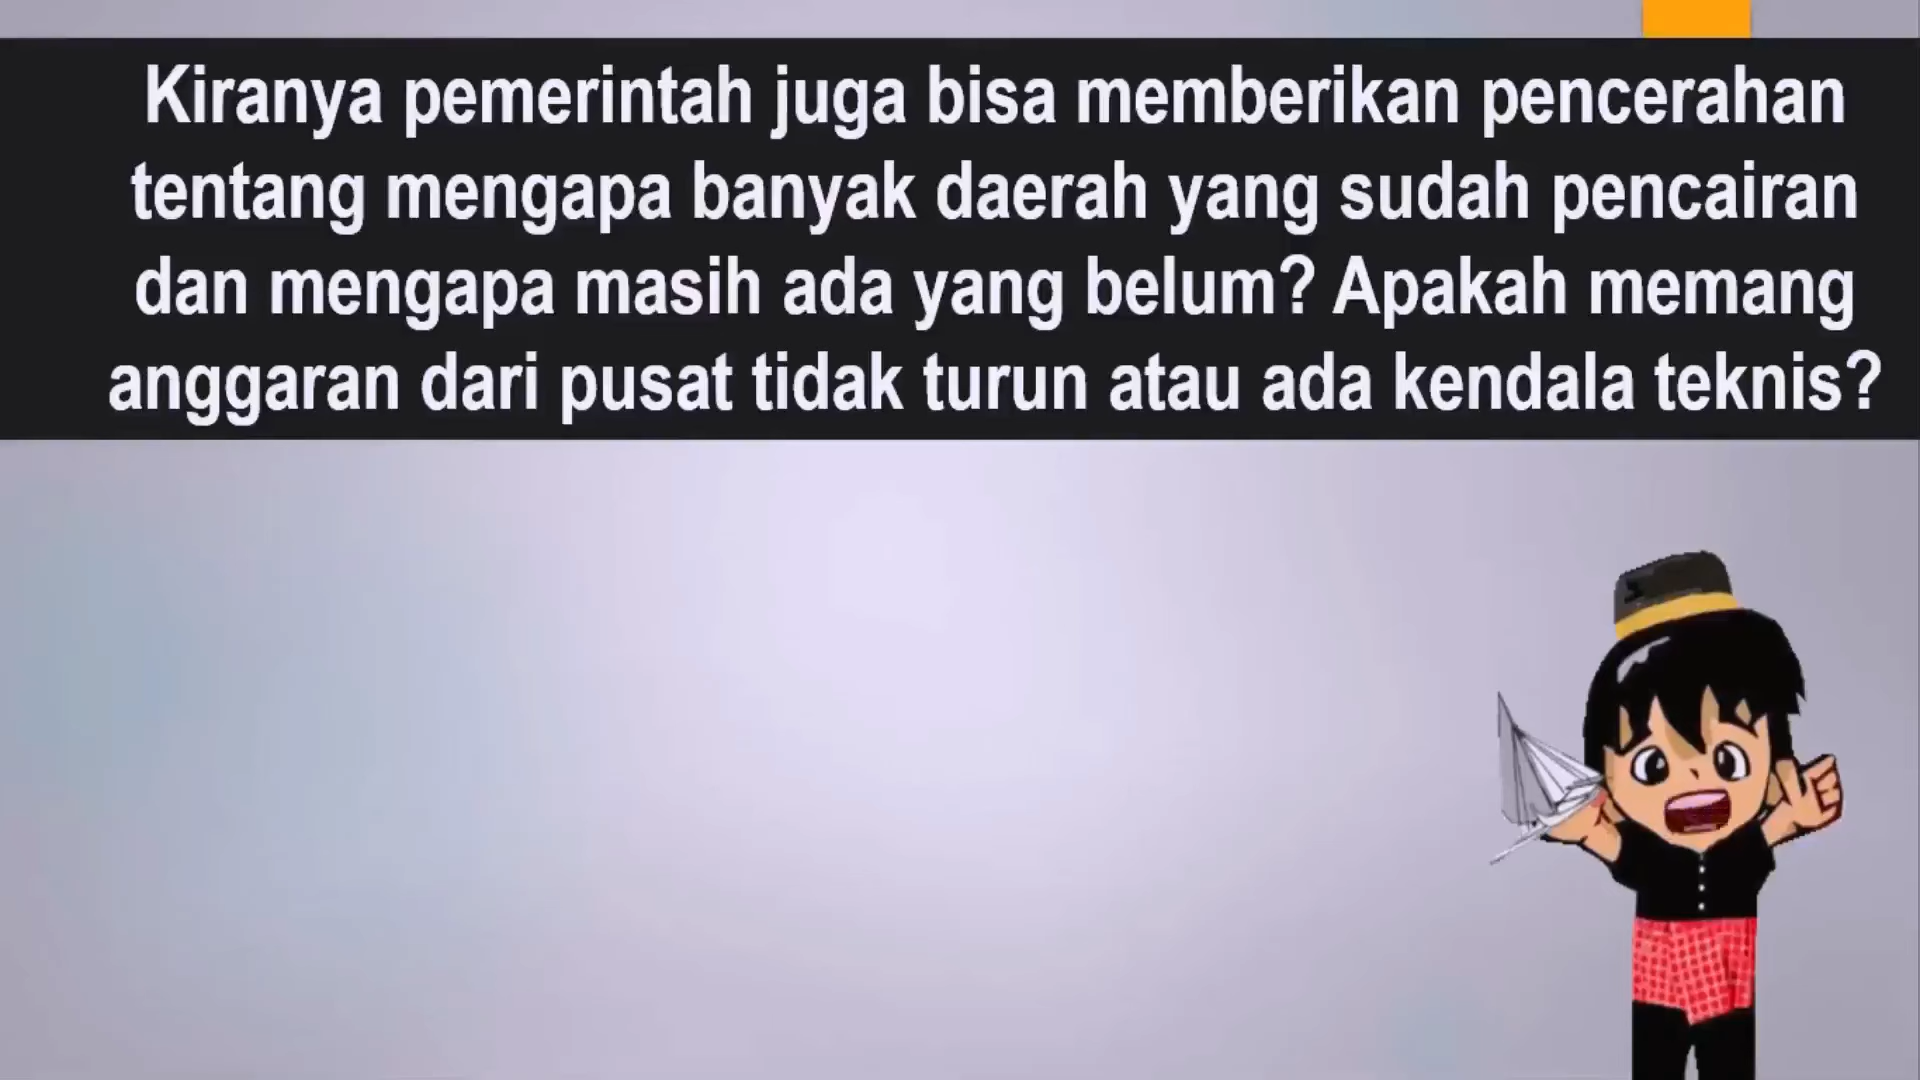 Kiranya pemerintah juga bisa memberikan pencerahan
tentang mengapa banyak daerah yang sudah pencairan
dan mengapa masih ada yang belum? Apakah memang
anggaran dari pusat tidak turun atau ada kendala teknis?